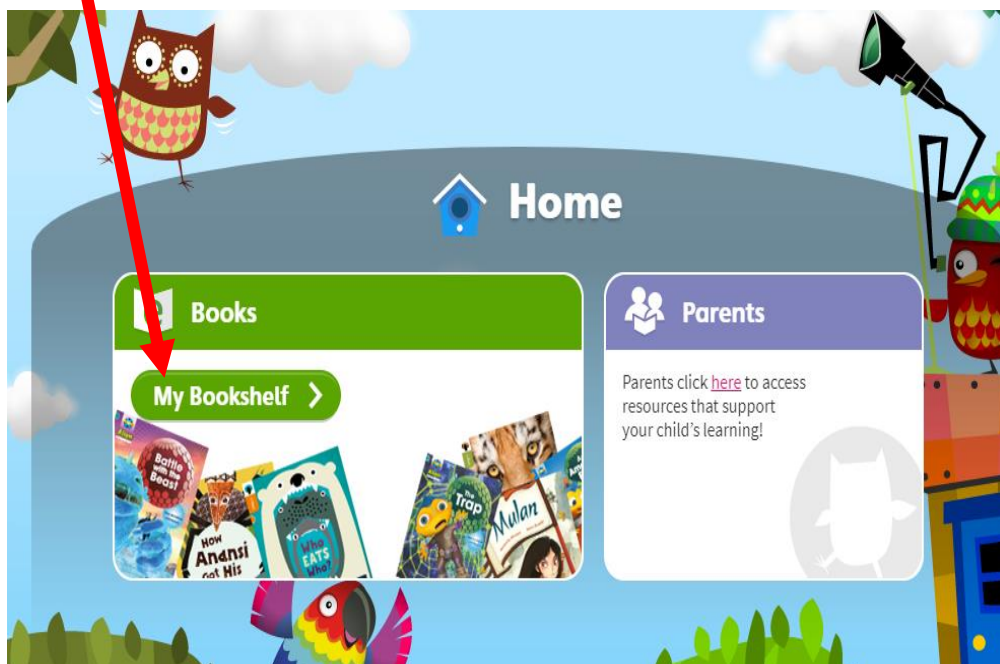 Home
Books
Parents
My Bookshelf
Parents click here to access
resources that support
your child's learning!
Battle
with the
Beast
How
Anansi
Got His
Who
EATS
Who?
The
Trap
Mulan